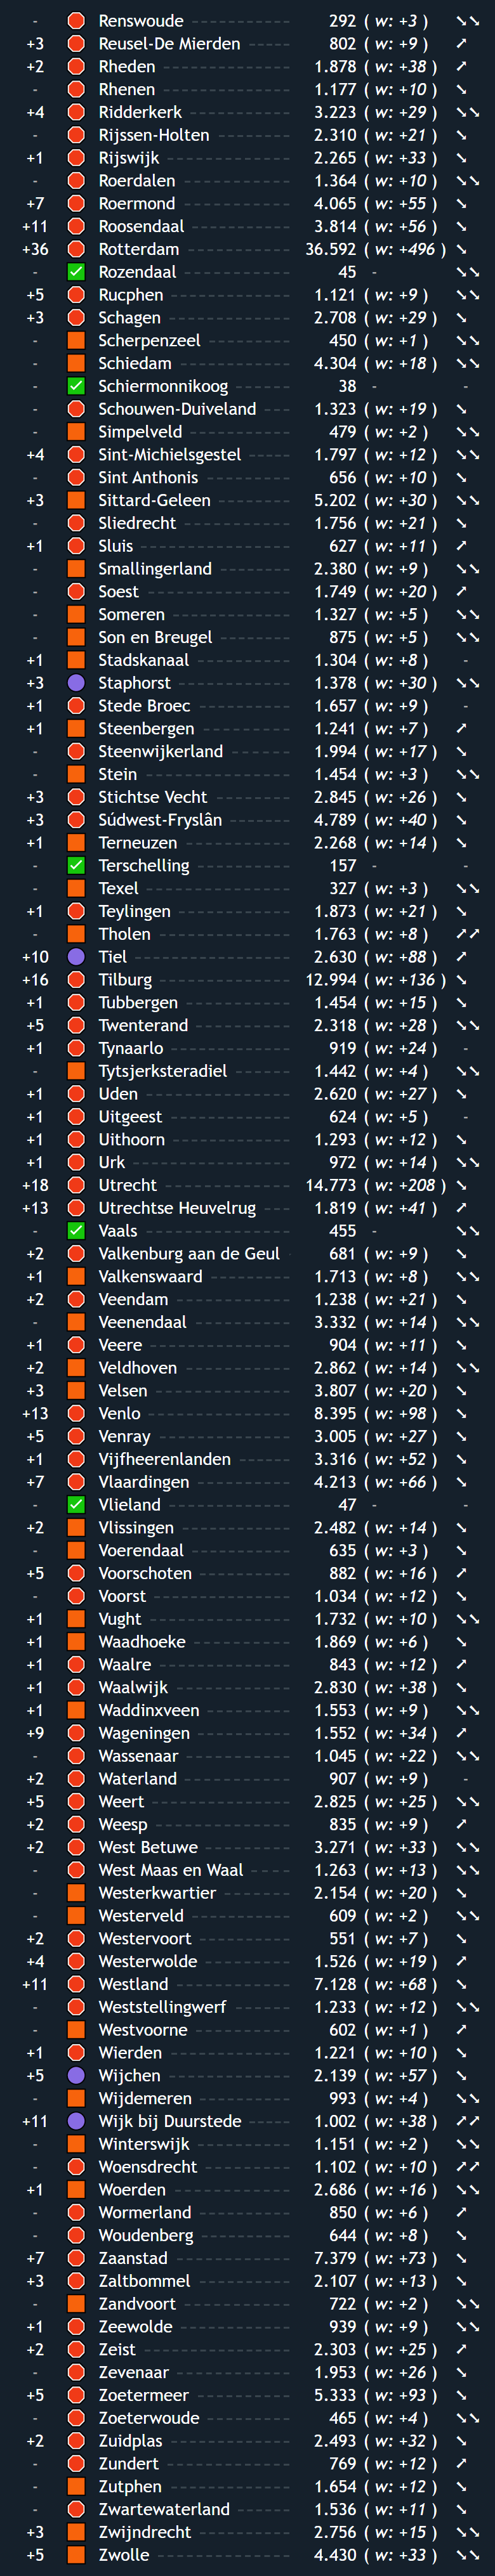 - Renswoude 292 ( w: +3 ) ➘➘
+3 Reusel-De Mierden 802 ( w: +9 ) ➚
+2 Rheden 1.878 ( w: +38 ) ➚
- Rhenen 1.177 ( w: +10 ) ➘
+4 Ridderkerk 3.223 ( w: +29 ) ➘➘
- Rijssen-Holten 2.310 ( w: +21 ) ➘
+1 Rijswijk 2.265 ( w: +33 ) ➘
- Roerdalen 1.364 ( w: +10 ) ➘➘
+7 Roermond 4.065 ( w: +55 ) ➘
+11 Roosendaal 3.814 ( w: +56 ) ➘
+36 Rotterdam 36.592 ( w: +496 ) ➘
- Rozendaal 45 - ➘➘
+5 Rucphen 1.121 ( w: +9 ) ➘➘
+3 Schagen 2.708 ( w: +29 ) ➘
- Scherpenzeel 450 ( w: +1 ) ➘➘
- Schiedam 4.304 ( w: +18 ) ➘➘
- Schiermonnikoog 38 - -
- Schouwen-Duiveland 1.323 ( w: +19 ) ➘
- Simpelveld 479 ( w: +2 ) ➘➘
+4 Sint-Michielsgestel 1.797 ( w: +12 ) ➘➘
- Sint Anthonis 656 ( w: +10 ) ➘
+3 Sittard-Geleen 5.202 ( w: +30 ) ➘➘
- Sliedrecht 1.756 ( w: +21 ) ➘
+1 Sluis 627 ( w: +11 ) ➚
- Smallingerland 2.380 ( w: +9 ) ➘➘
- Soest 1.749 ( w: +20 ) ➚
- Someren 1.327 ( w: +5 ) ➘➘
- Son en Breugel 875 ( w: +5 ) ➘➘
+1 Stadskanaal 1.304 ( w: +8 ) -
+3 Staphorst 1.378 ( w: +30 ) ➘➘
+1 Stede Broec 1.657 ( w: +9 ) -
+1 Steenbergen 1.241 ( w: +7 ) ➚
- Steenwijkerland 1.994 ( w: +17 ) ➘
- Stein 1.454 ( w: +3 ) ➘➘
+3 Stichtse Vecht 2.845 ( w: +26 ) ➘
+3 Súdwest-Fryslân 4.789 ( w: +40 ) ➘
+1 Terneuzen 2.268 ( w: +14 ) ➘
- Terschelling 157 - -
- Texel 327 ( w: +3 ) ➘➘
+1 Teylingen 1.873 ( w: +21 ) ➘
- Tholen 1.763 ( w: +8 ) ➚➚
+10 Tiel 2.630 ( w: +88 ) ➚
+16 Tilburg 12.994 ( w: +136 ) ➘
+1 Tubbergen 1.454 ( w: +15 ) ➘
+5 Twenterand 2.318 ( w: +28 ) ➘➘
+1 Tynaarlo 919 ( w: +24 ) -
- Tytsjerksteradiel 1.442 ( w: +4 ) ➘➘
+1 Uden 2.620 ( w: +27 ) ➘
+1 Uitgeest 624 ( w: +5 ) -
+1 Uithoorn 1.293 ( w: +12 ) ➘
+1 Urk 972 ( w: +14 ) ➘➘
+18 Utrecht 14.773 ( w: +208 ) ➘
+13 Utrechtse Heuvelrug 1.819 ( w: +41 ) ➚
- Vaals 455 - ➘➘
+2 Valkenburg aan de Geul 681 ( w: +9 ) ➘
+1 Valkenswaard 1.713 ( w: +8 ) ➘➘
+2 Veendam 1.238 ( w: +21 ) ➘
- Veenendaal 3.332 ( w: +14 ) ➘➘
+1 Veere 904 ( w: +11 ) ➘
+2 Veldhoven 2.862 ( w: +14 ) ➘➘
+3 Velsen 3.807 ( w: +20 ) ➘
+13 Venlo 8.395 ( w: +98 ) ➘
+5 Venray 3.005 ( w: +27 ) ➘
+1 Vijfheerenlanden 3.316 ( w: +52 ) ➘
+7 Vlaardingen 4.213 ( w: +66 ) ➘
- Vlieland 47 - -
+2 Vlissingen 2.482 ( w: +14 ) ➘
- Voerendaal 635 ( w: +3 ) ➘
+5 Voorschoten 882 ( w: +16 ) ➚
- Voorst 1.034 ( w: +12 ) ➘
+1 Vught 1.732 ( w: +10 ) ➘➘
+1 Waadhoeke 1.869 ( w: +6 ) ➘
+1 Waalre 843 ( w: +12 ) ➚
+1 Waalwijk 2.830 ( w: +38 ) ➘
+1 Waddinxveen 1.553 ( w: +9 ) ➘➘
+9 Wageningen 1.552 ( w: +34 ) ➚
- Wassenaar 1.045 ( w: +22 ) ➘➘
+2 Waterland 907 ( w: +9 ) -
+5 Weert 2.825 ( w: +25 ) ➘➘
+2 Weesp 835 ( w: +9 ) ➚
+2 West Betuwe 3.271 ( w: +33 ) ➘➘
- West Maas en Waal 1.263 ( w: +13 ) ➘➘
- Westerkwartier 2.154 ( w: +20 ) ➘
- Westerveld 609 ( w: +2 ) ➘➘
+2 Westervoort 551 ( w: +7 ) ➘
+4 Westerwolde 1.526 ( w: +19 ) ➚
+11 Westland 7.128 ( w: +68 ) ➘
- Weststellingwerf 1.233 ( w: +12 ) ➘➘
- Westvoorne 602 ( w: +1 ) ➚
+1 Wierden 1.221 ( w: +10 ) ➘
+5 Wijchen 2.139 ( w: +57 ) ➘
- Wijdemeren 993 ( w: +4 ) ➘➘
+11 Wijk bij Duurstede 1.002 ( w: +38 ) ➚➚
- Winterswijk 1.151 ( w: +2 ) ➘➘
- Woensdrecht 1.102 ( w: +10 ) ➚➚
+1 Woerden 2.686 ( w: +16 ) ➘➘
- Wormerland 850 ( w: +6 ) ➚
- Woudenberg 644 ( w: +8 ) ➘
+7 Zaanstad 7.379 ( w: +73 ) ➘
+3 Zaltbommel 2.107 ( w: +13 ) ➘
- Zandvoort 722 ( w: +2 ) ➘➘
+1 Zeewolde 939 ( w: +9 ) ➘➘
+2 Zeist 2.303 ( w: +25 ) ➚
- Zevenaar 1.953 ( w: +26 ) ➘
+5 Zoetermeer 5.333 ( w: +93 ) ➘
- Zoeterwoude 465 ( w: +4 ) ➘➘
+2 Zuidplas 2.493 ( w: +32 ) ➘
- Zundert 769 ( w: +12 ) ➚
- Zutphen 1.654 ( w: +12 ) ➘
- Zwartewaterland 1.536 ( w: +11 ) ➘
+3 Zwijndrecht 2.756 ( w: +15 ) ➘➘
+5 Zwolle 4.430 ( w: +33 ) ➘➘